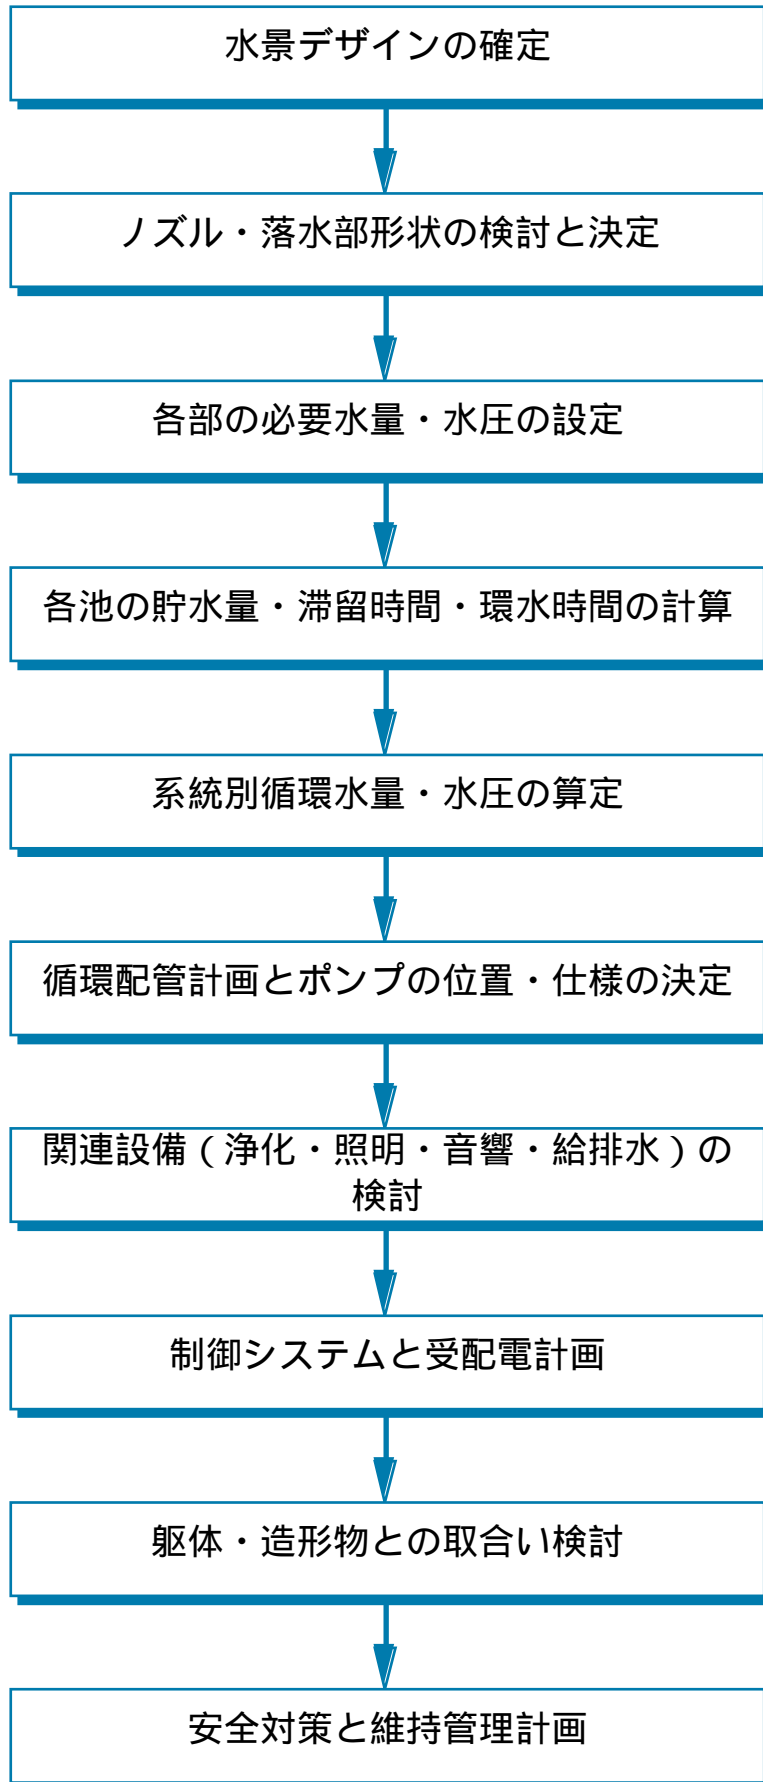 水景デザインの確定
ノズル・落水部形状の検討と決定
各部の必要水量・水圧の設定
各池の貯水量・滞留時間・環水時間の計算
系統別循環水量・水圧の算定
循環配管計画とポンプの位置・仕様の決定
関連設備（浄化・照明・音響・給排水）の
検討
制御システムと受配電計画
躯体・造形物との取合い検討
安全対策と維持管理計画